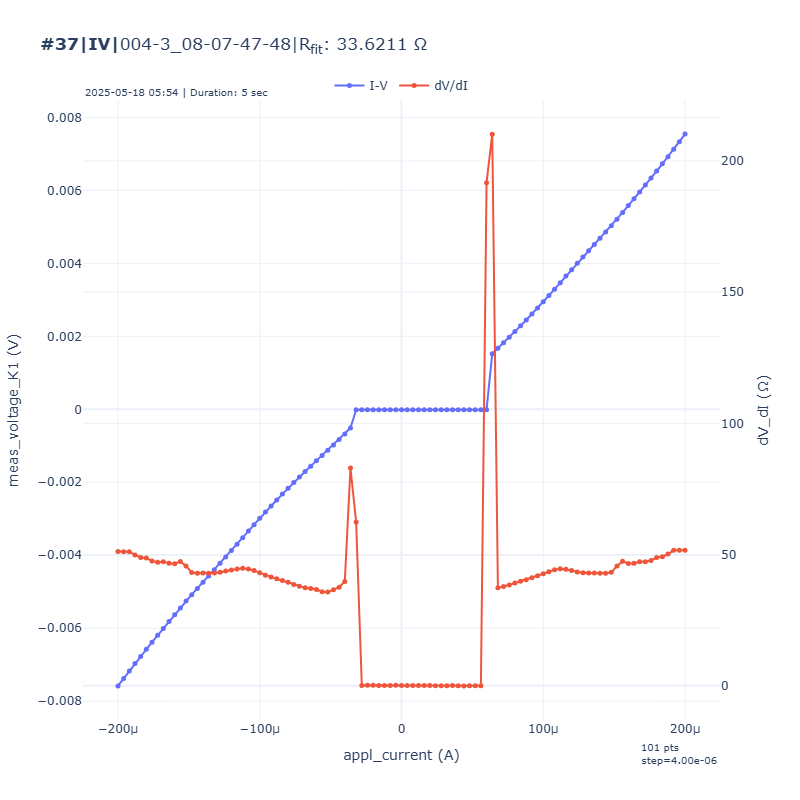 #37|IV|004-3_08-07-47-48|Rfit: 33.6211 Ω
2025-05-18 05:54 | Duration: 5 sec
I-V
dV/dI
0.008
0.006
0.004
0.002
0
−0.002
−0.004
−0.006
−0.008
meas_voltage_K1 (V)
200
150
100
50
0
dV_dI (Ω)
−200μ
−100μ
0
100μ
200μ
appl_current (A)
101 pts
step=4.00e-06